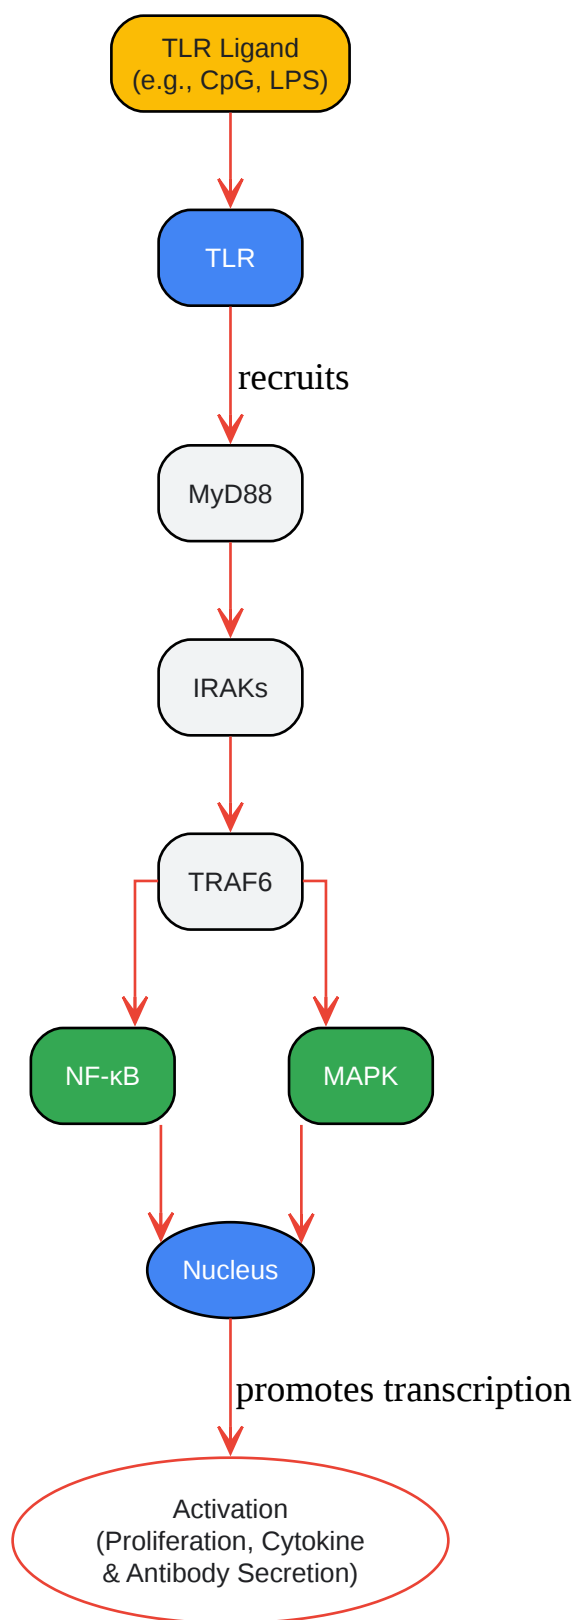 TLR Ligand
(e.g., CpG, LPS)
TLR
recruits
MyD88
IRAKs
TRAF6
NF-κB
MAPK
Nucleus
promotes transcription
Activation
(Proliferation, Cytokine
& Antibody Secretion)